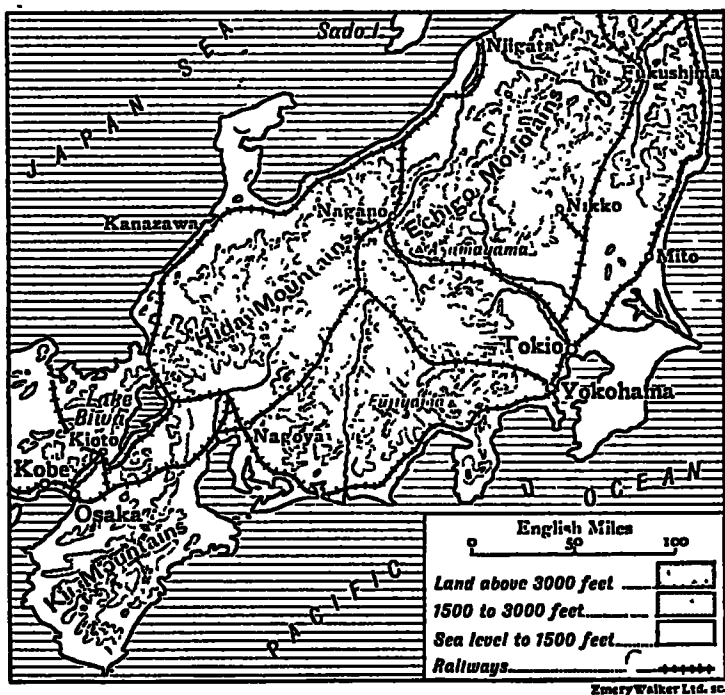 Sado I.
JAPAN SEA
Niigata
Fukushima
Echigo Mountains
Nikko
Kanazawa
Nagano
Asamayama
Mito
Hida Mountains
Tokio
Yokohama
Lake
Biwa
Fujiyama
Kioto
Nagoya
Kobe
Osaka
Kii Mountains
PACIFIC OCEAN
English Miles
0 50 100
Land above 3000 feet
1500 to 3000 feet
Sea level to 1500 feet
Railways
Emery Walker Ltd. sc.